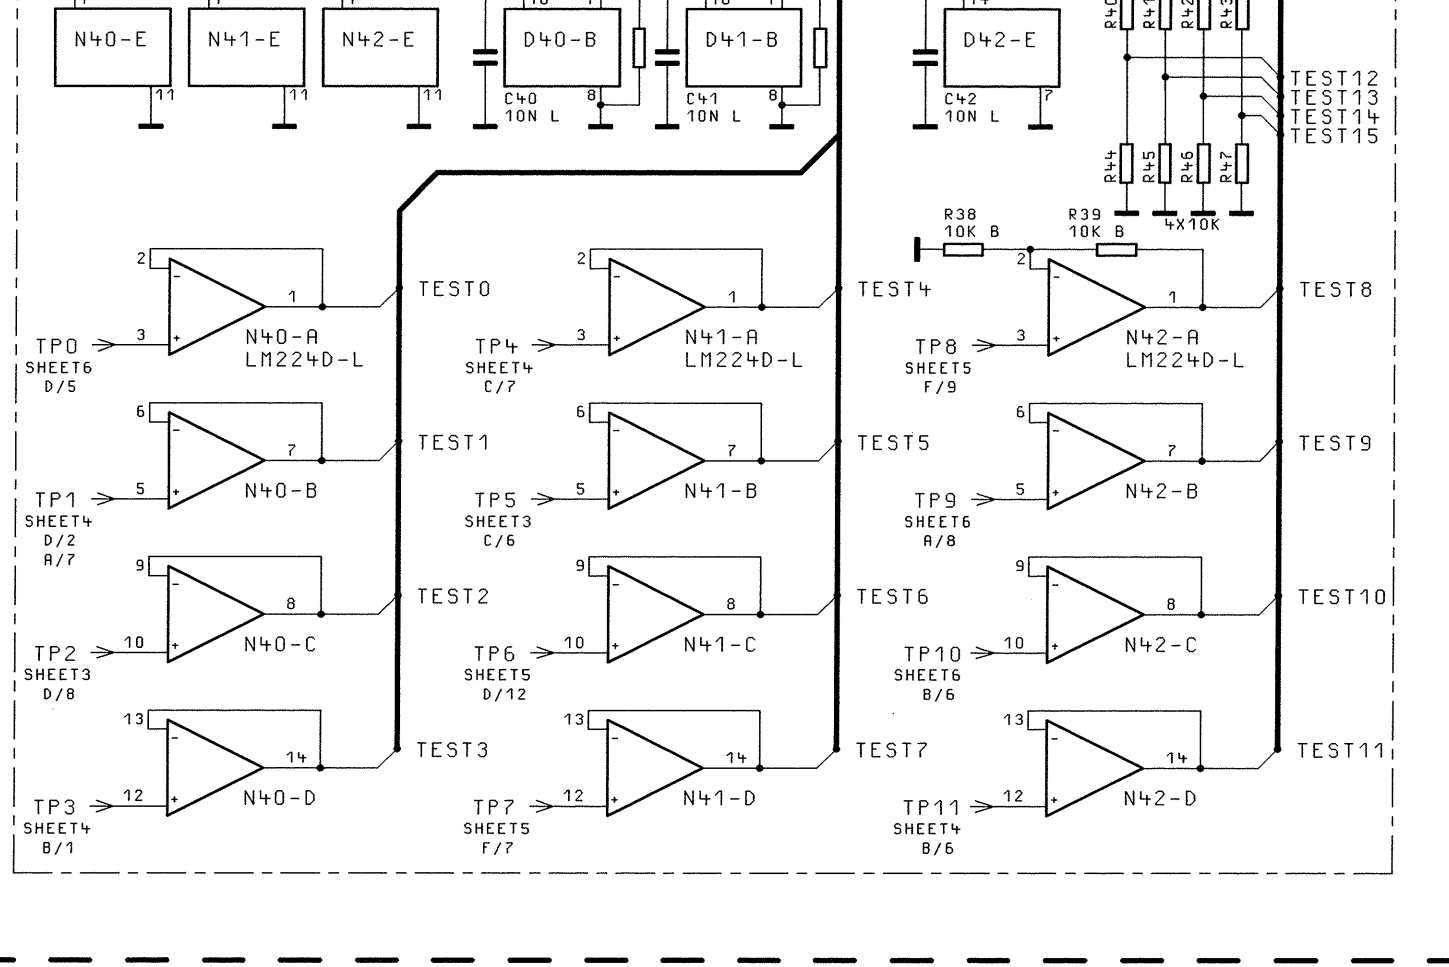 N40-E
N41-E
N42-E
D40-B
D41-B
D42-E
11
11
11
8
8
7
C40
10N L
C41
10N L
C42
10N L
R40
R41
R42
R43
TEST12
TEST13
TEST14
TEST15
R44
R45
R46
R47
4X10K
R38
10K B
R39
10K B
2
3
1
TEST0
N40-A
LM224D-L
TP0
SHEET6
D/5
2
3
1
TEST4
N41-A
LM224D-L
TP4
SHEET4
C/7
2
3
1
TEST8
N42-A
LM224D-L
TP8
SHEET5
F/9
6
5
7
TEST1
N40-B
TP1
SHEET4
D/2
A/7
6
5
7
TEST5
N41-B
TP5
SHEET3
C/6
6
5
7
TEST9
N42-B
TP9
SHEET6
A/8
9
10
8
TEST2
N40-C
TP2
SHEET3
D/8
9
10
8
TEST6
N41-C
TP6
SHEET5
D/12
9
10
8
TEST10
N42-C
TP10
SHEET6
B/6
13
12
14
TEST3
N40-D
TP3
SHEET4
B/1
13
12
14
TEST7
N41-D
TP7
SHEET5
F/7
13
12
14
TEST11
N42-D
TP11
SHEET4
B/6